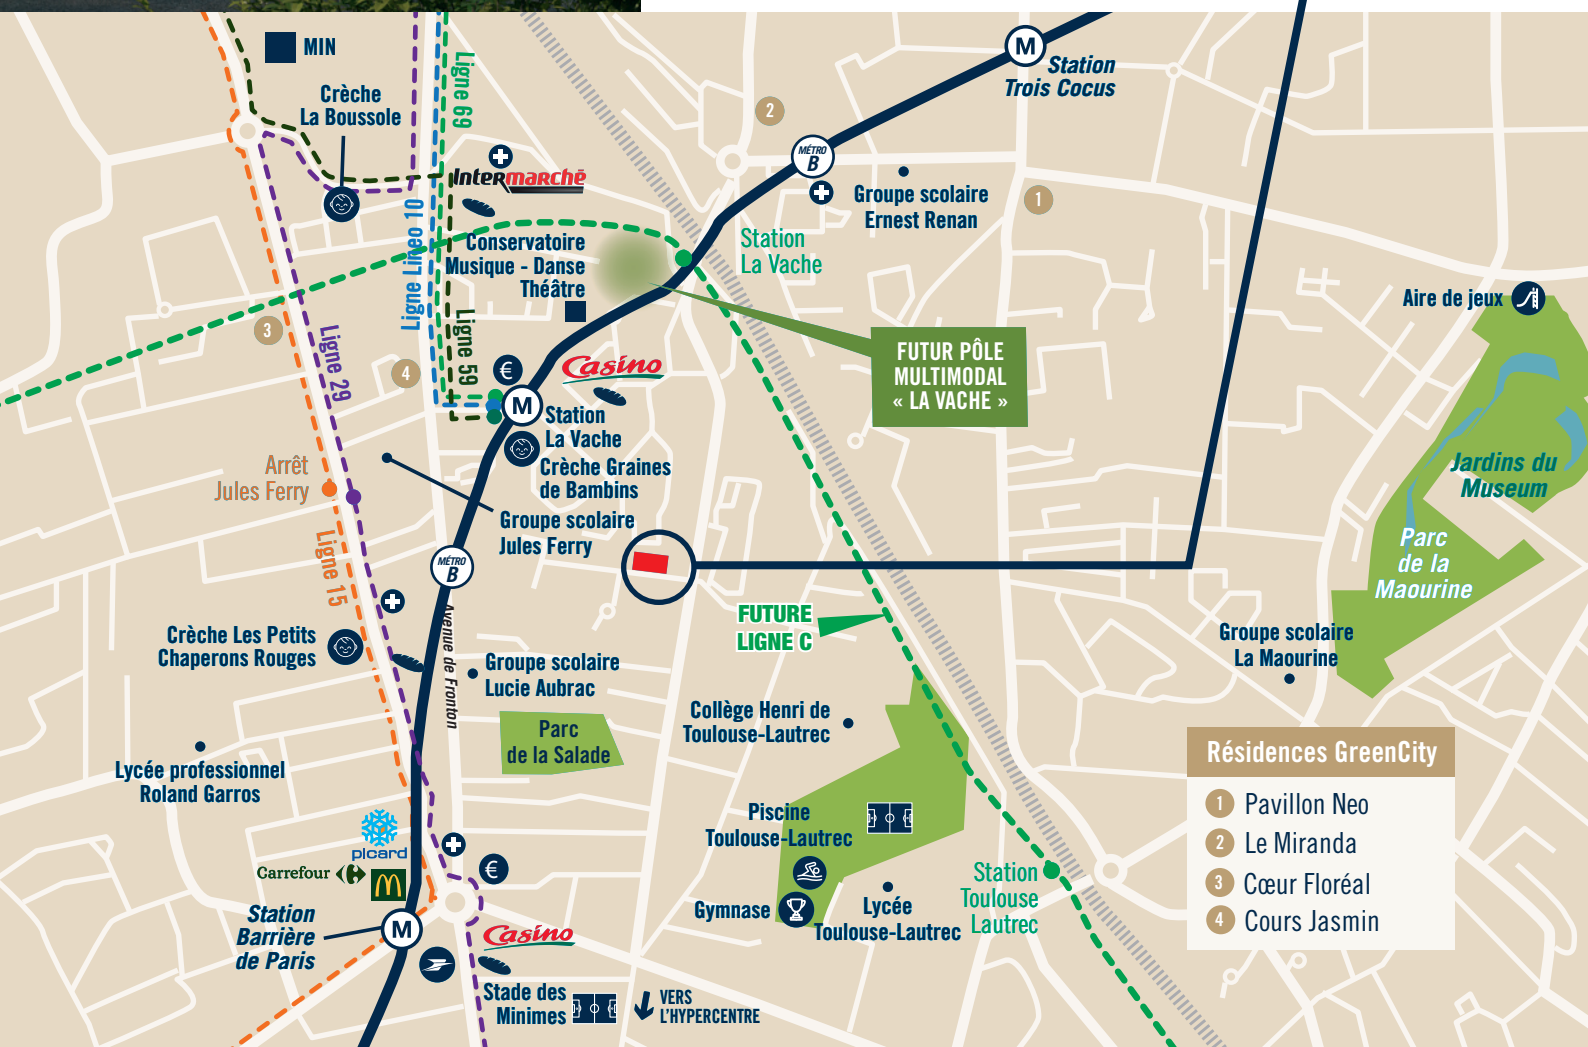 MIN
Crèche
La Boussole
Ligne 69
M
Station
Trois Cocus
2
MÉTRO
B
Intermarché
Groupe scolaire
Ernest Renan
1
Ligne Lineo 10
Conservatoire
Musique - Danse
Théâtre
Station
La Vache
Aire de jeux
3
Ligne 29
Ligne 59
4
€
Casino
FUTUR PÔLE
MULTIMODAL
« LA VACHE »
M
Station
La Vache
Crèche Graines
de Bambins
Arrêt
Jules Ferry
Ligne 15
Groupe scolaire
Jules Ferry
Jardins du
Museum
Parc
de la
Maourine
MÉTRO
B
Avenue de Fronton
FUTURE
LIGNE C
Crèche Les Petits
Chaperons Rouges
Groupe scolaire
Lucie Aubrac
Groupe scolaire
La Maourine
Parc
de la Salade
Collège Henri de
Toulouse-Lautrec
Lycée professionnel
Roland Garros
Résidences GreenCity
1 Pavillon Neo
2 Le Miranda
3 Cœur Floréal
4 Cours Jasmin
Piscine
Toulouse-Lautrec
picard
Carrefour
€
Gymnase
Lycée
Toulouse-Lautrec
Station
Toulouse
Lautrec
Station
Barrière
de Paris
M
Casino
Stade des
Minimes
VERS
L'HYPERCENTRE